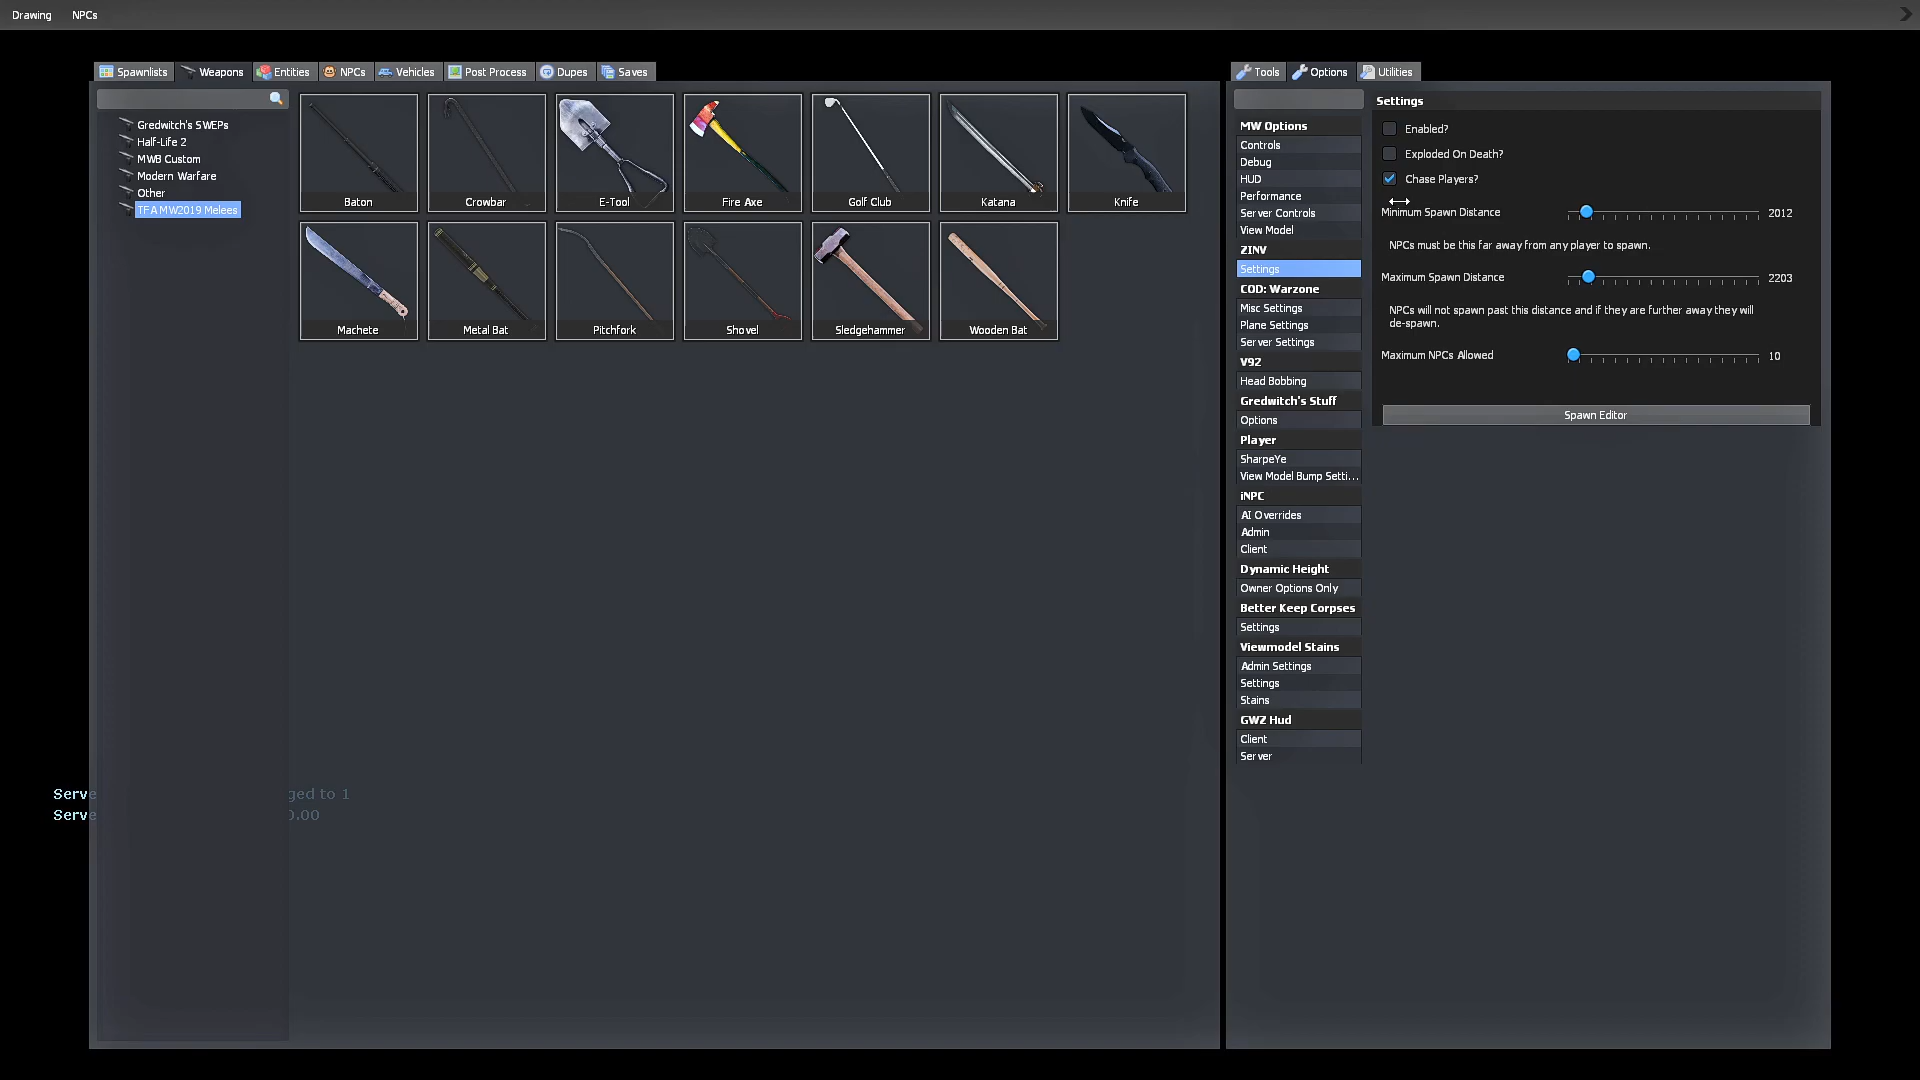 Drawing NPCs
Spawnlists Weapons Entities NPCs Vehicles Post Process Dupes Saves
Gredwitch's SWEPs
Half-Life 2
MWB Custom
Modern Warfare
Other
TFA MW2019 Melees
Baton Crowbar E-Tool Fire Axe Golf Club Katana Knife
Machete Metal Bat Pitchfork Shovel Sledgehammer Wooden Bat
Serve ged to 1
Serve 0.00
Tools Options Utilities
MW Options
Controls
Debug
HUD
Performance
Server Controls
View Model
ZINV
Settings
COD: Warzone
Misc Settings
Plane Settings
Server Settings
V92
Head Bobbing
Gredwitch's Stuff
Options
Player
SharpeYe
View Model Bump Setti...
iNPC
AI Overrides
Admin
Client
Dynamic Height
Owner Options Only
Better Keep Corpses
Settings
Viewmodel Stains
Admin Settings
Settings
Stains
GWZ Hud
Client
Server
Settings
Enabled?
Exploded On Death?
Chase Players?
Minimum Spawn Distance 2012
NPCs must be this far away from any player to spawn.
Maximum Spawn Distance 2203
NPCs will not spawn past this distance and if they are further away they will
de-spawn.
Maximum NPCs Allowed 10
Spawn Editor